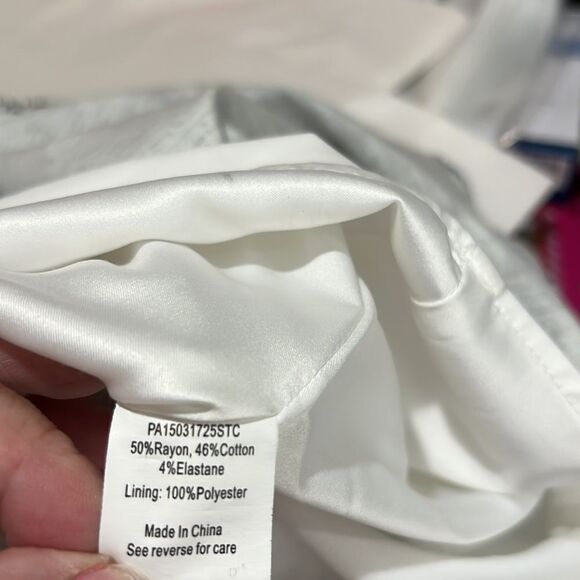 PA15031725STC
50%Rayon, 46%Cotton
4%Elastane
Lining: 100%Polyester
Made In China
See reverse for care